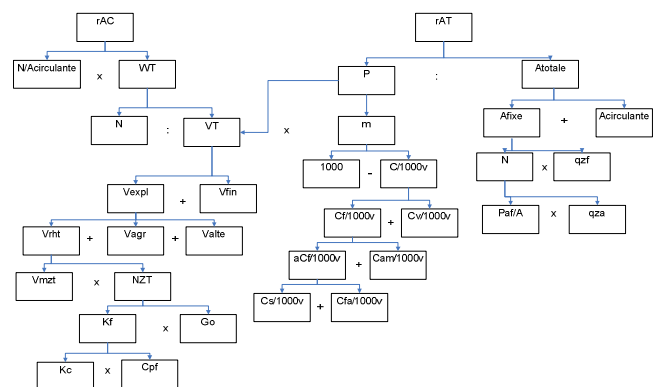 rAC
rAT
N/Acirculante
x
VVT
P
:
Atotale
N
:
VT
x
m
Afixe
+
Acirculante
1000
-
C/1000v
N
x
qzf
Vexpl
+
Vfin
Cf/1000v
+
Cv/1000v
Paf/A
x
qza
Vrht
+
Vagr
+
Valte
aCf/1000v
+
Cam/1000v
Vmzt
x
NZT
Cs/1000v
+
Cfa/1000v
Kf
x
Go
Kc
x
Cpf